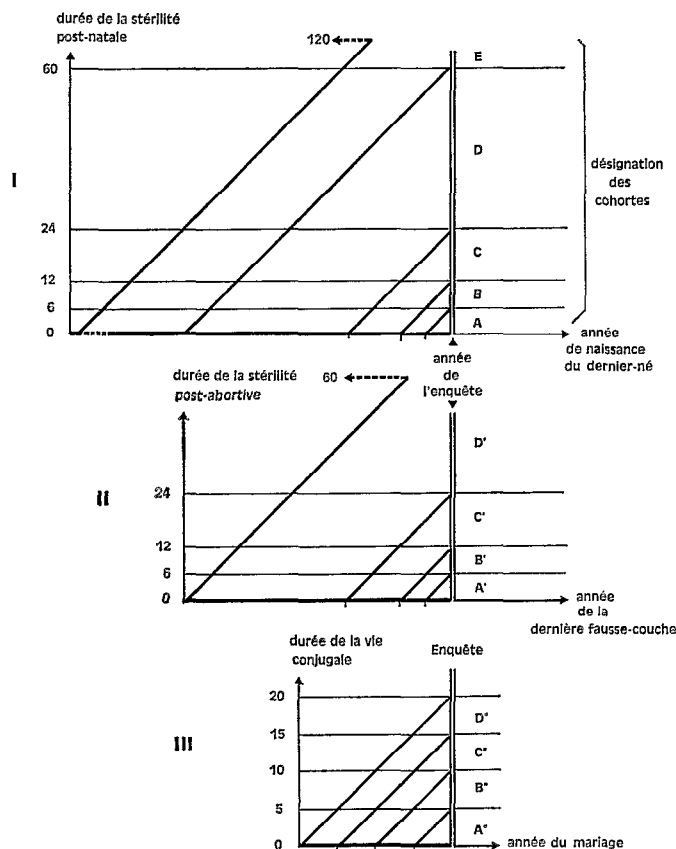 durée de la stérilité
post-natale
120
60
24
12
6
0
I
E
D
C
B
A
désignation
des
cohortes
année
de naissance
du dernier-né
année
de
l'enquête
durée de la stérilité
post-abortive
60
24
12
6
0
II
D'
C'
B'
A'
année
de la
dernière fausse-couche
durée de la vie
conjugale
Enquête
20
15
10
5
0
III
D"
C"
B"
A"
année du mariage